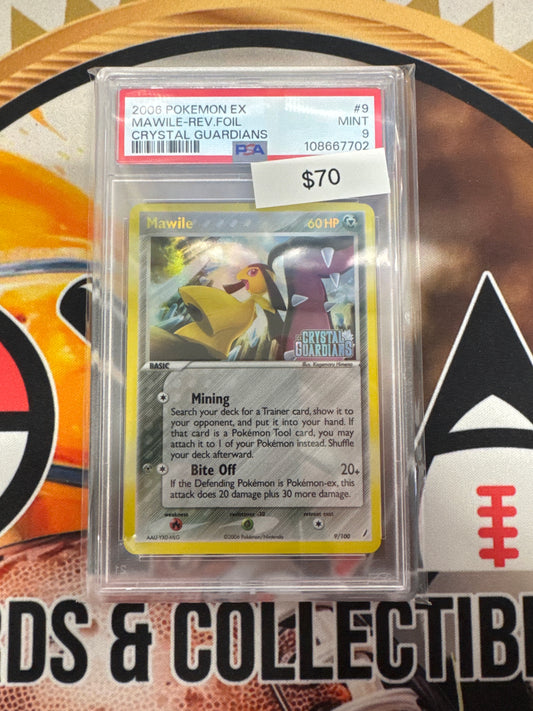 2006 POKEMON EX #9
MAWILE-REV.FOIL MINT
CRYSTAL GUARDIANS PSA 9
108667702
$70
Mawile 60 HP
CRYSTAL
GUARDIANS
BASIC Illus. Kagemaru Himeno
Mining
Search your deck for a Trainer card, show it to
your opponent, and put it into your hand. If
that card is a Pokémon Tool card, you may
attach it to 1 of your Pokémon instead. Shuffle
your deck afterward.
Bite Off 20+
If the Defending Pokémon is Pokémon-ex, this
attack does 20 damage plus 30 more damage.
weakness resistance -30 retreat cost
©2006 Pokémon/Nintendo 9/100
RDS & COLLECTIB